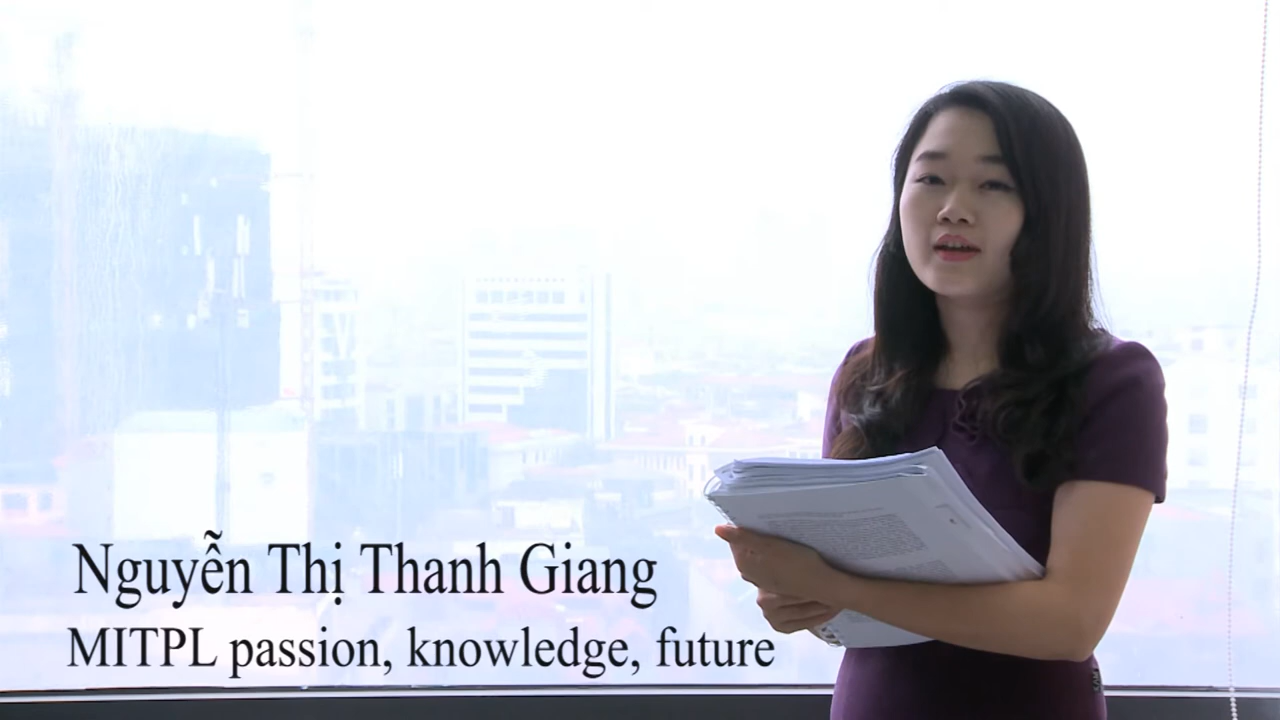 Nguyễn Thị Thanh Giang
MITPL passion, knowledge, future